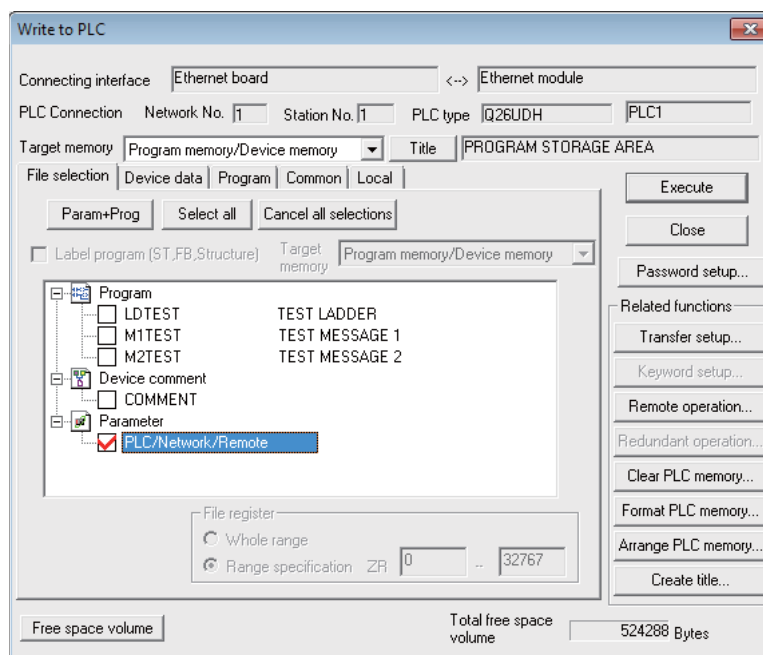 Write to PLC
Connecting interface Ethernet board <--> Ethernet module
PLC Connection Network No. 1 Station No. 1 PLC type Q26UDH PLC1
Target memory Program memory/Device memory Title PROGRAM STORAGE AREA
File selection Device data Program Common Local
Execute
Param+Prog Select all Cancel all selections
Close
Label program (ST,FB,Structure) Target memory Program memory/Device memory
Password setup...
Program
LDTEST TEST LADDER
M1TEST TEST MESSAGE 1
M2TEST TEST MESSAGE 2
Device comment
COMMENT
Parameter
PLC/Network/Remote
Related functions
Transfer setup...
Keyword setup...
Remote operation...
Redundant operation...
Clear PLC memory...
Format PLC memory...
Arrange PLC memory...
Create title...
File register
Whole range
Range specification ZR 0 .. 32767
Free space volume
Total free space volume 524288 Bytes